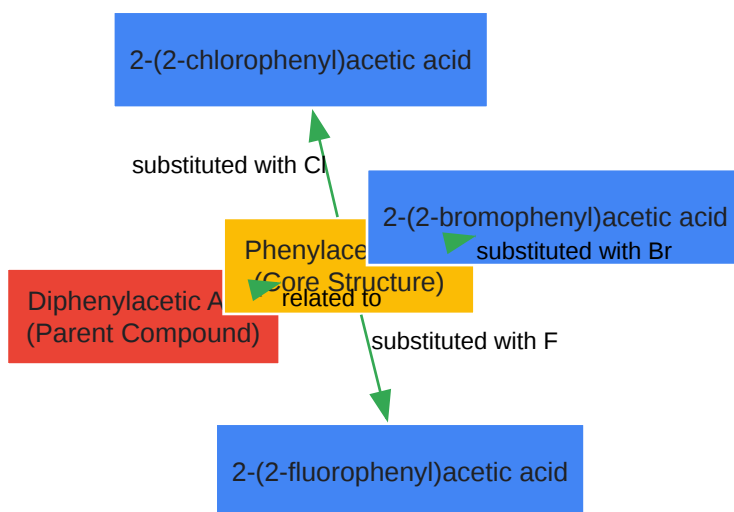 2-(2-chlorophenyl)acetic acid
substituted with Cl
2-(2-bromophenyl)acetic acid
substituted with Br
(Core Structure)
related to
Diphenylacetic
(Parent Compound)
substituted with F
2-(2-fluorophenyl)acetic acid